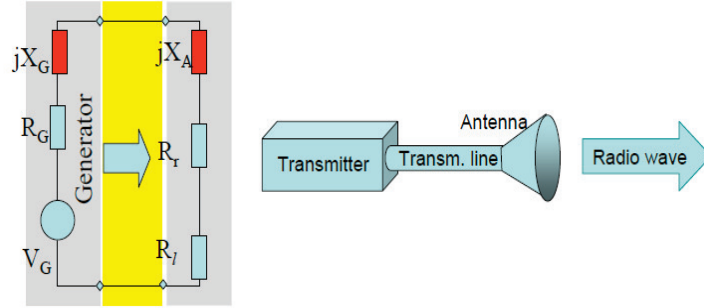 jX_G
R_G
V_G
Generator
jX_A
R_r
R_l
Transmitter
Transm. line
Antenna
Radio wave